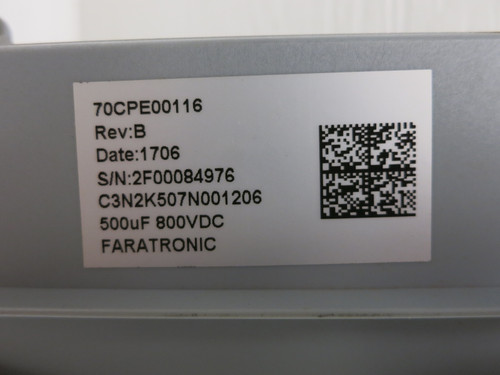 70CPE00116
Rev:B
Date:1706
S/N:2F00084976
C3N2K507N001206
500uF 800VDC
FARATRONIC